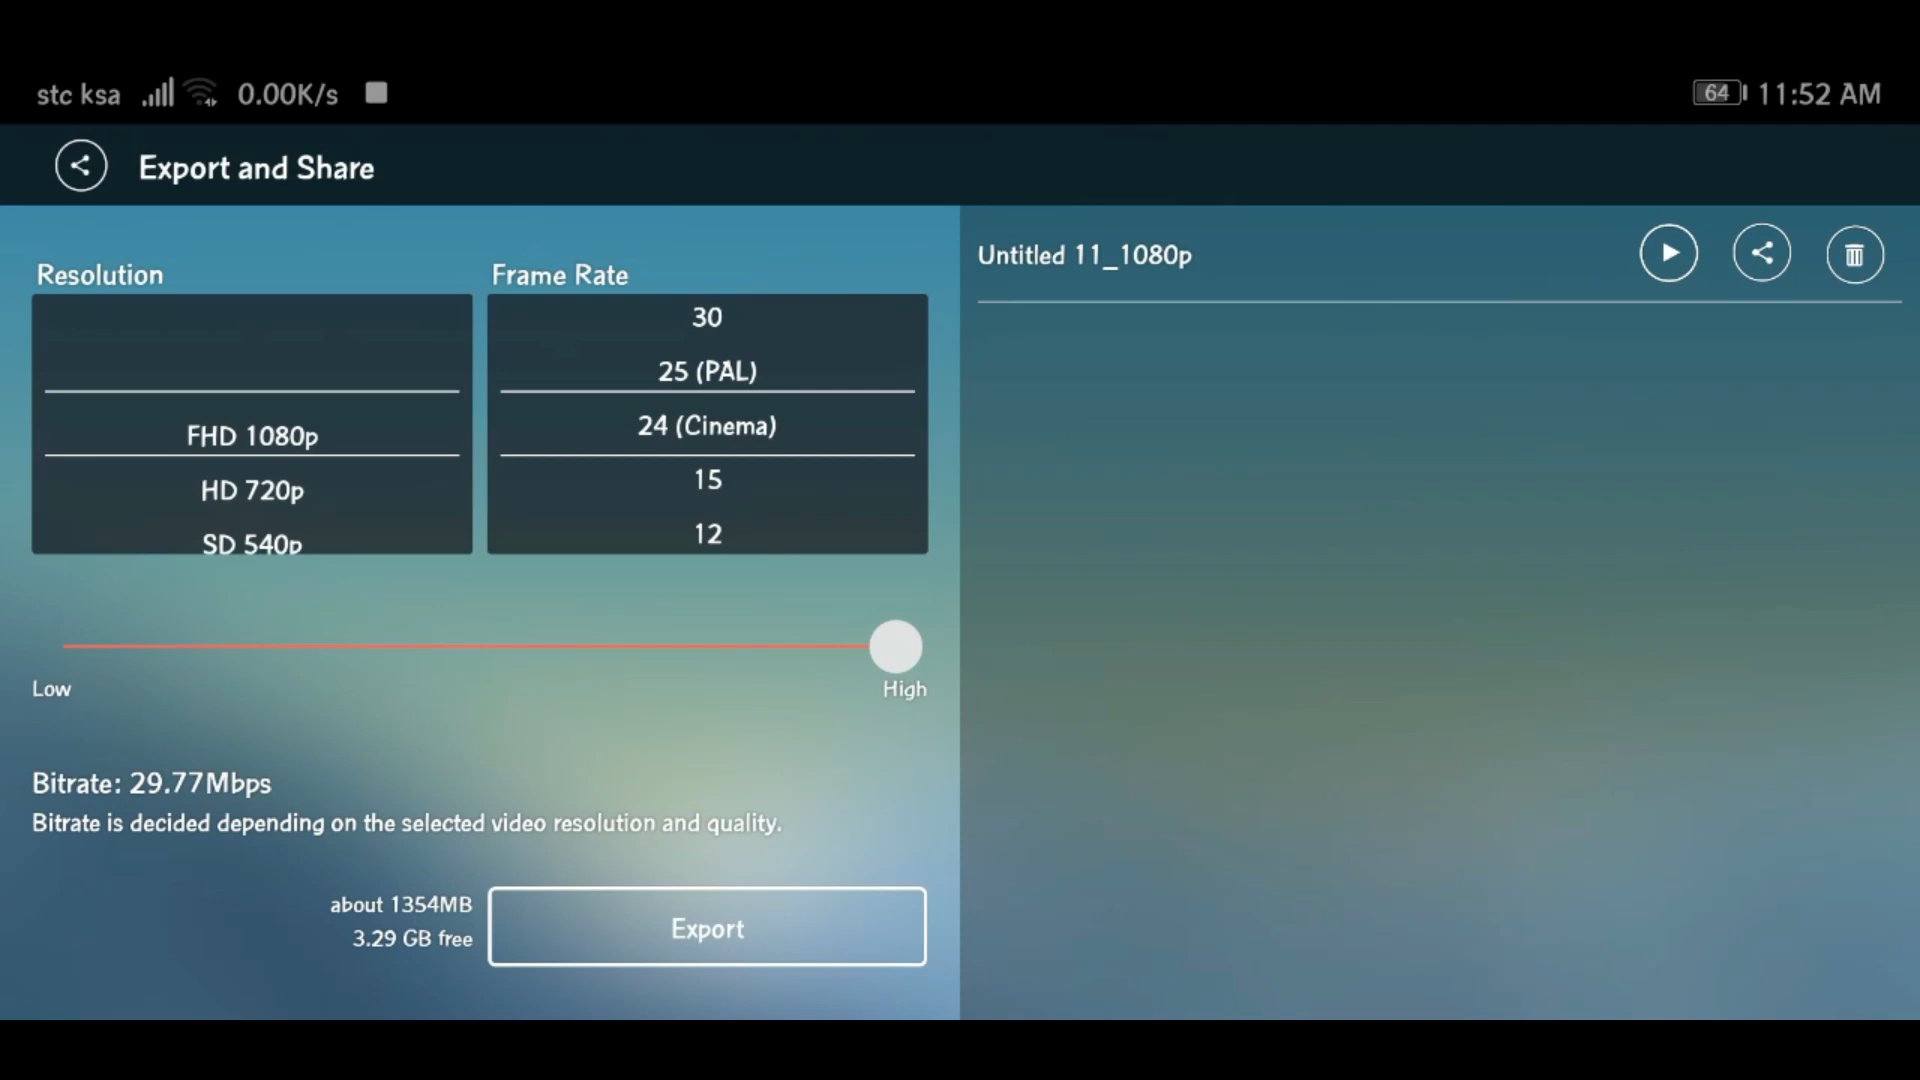 stc ksa 0.00K/s 64 11:52 AM
Export and Share
Resolution
FHD 1080p
HD 720p
SD 540p
Frame Rate
30
25 (PAL)
24 (Cinema)
15
12
Low High
Bitrate: 29.77Mbps
Bitrate is decided depending on the selected video resolution and quality.
about 1354MB
3.29 GB free
Export
Untitled 11_1080p